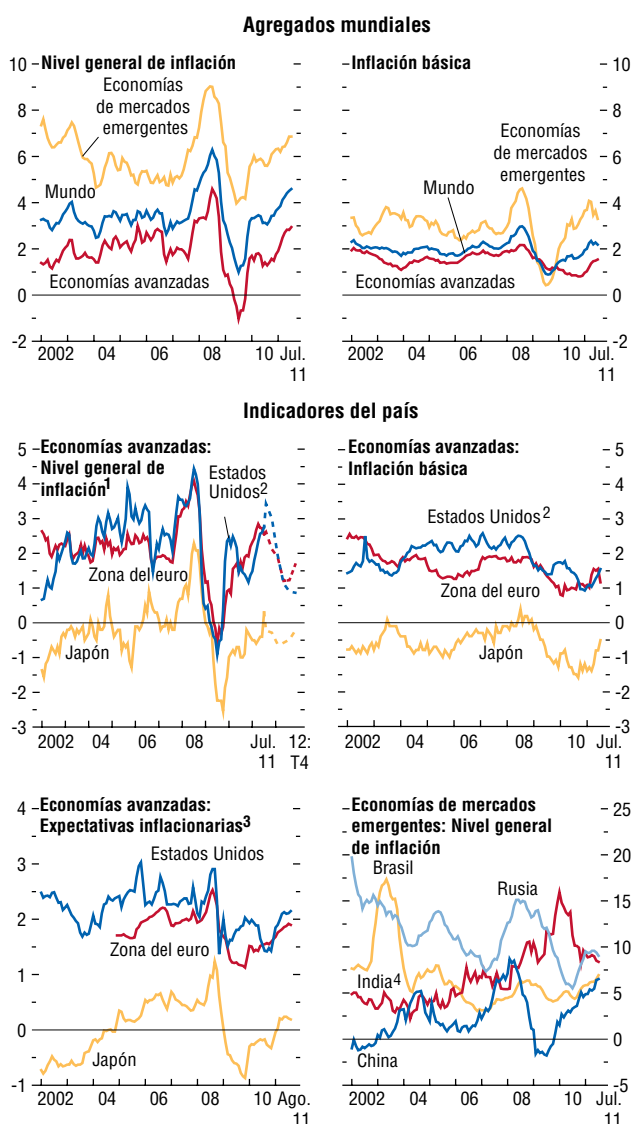 Agregados mundiales
Nivel general de inflación
Economías
de mercados
emergentes
Mundo
Economías avanzadas
10
8
6
4
2
0
-2
2002 04 06 08 10 Jul.
11
Inflación básica
Economías
de mercados
emergentes
Mundo
Economías avanzadas
10
8
6
4
2
0
-2
2002 04 06 08 10 Jul.
11
Indicadores del país
Economías avanzadas:
Nivel general de
inflación1
Estados
Unidos2
Zona del euro
Japón
5
4
3
2
1
0
-1
-2
-3
2002 04 06 08 Jul. 12:
11 T4
Economías avanzadas:
Inflación básica
Estados Unidos2
Zona del euro
Japón
5
4
3
2
1
0
-1
-2
-3
2002 04 06 08 10 Jul.
11
Economías avanzadas:
Expectativas inflacionarias3
Estados Unidos
Zona del euro
Japón
4
3
2
1
0
-1
2002 04 06 08 10 Ago.
11
Economías de mercados
emergentes: Nivel general
de inflación
Brasil
Rusia
India4
China
25
20
15
10
5
0
-5
2002 04 06 08 10 Jul.
11